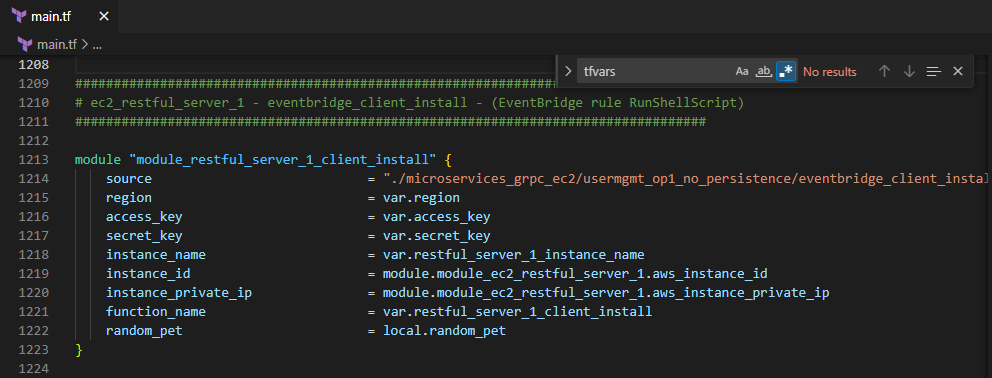 main.tf ×
main.tf > ...
tfvars Aa ab .* No results
1208
1209 ##############################################################
1210 # ec2_restful_server_1 - eventbridge_client_install - (EventBridge rule RunShellScript)
1211 ##################################################################################
1212
1213 module "module_restful_server_1_client_install" {
1214 source = "./microservices_grpc_ec2/usermgmt_op1_no_persistence/eventbridge_client_instal
1215 region = var.region
1216 access_key = var.access_key
1217 secret_key = var.secret_key
1218 instance_name = var.restful_server_1_instance_name
1219 instance_id = module.module_ec2_restful_server_1.aws_instance_id
1220 instance_private_ip = module.module_ec2_restful_server_1.aws_instance_private_ip
1221 function_name = var.restful_server_1_client_install
1222 random_pet = local.random_pet
1223 }
1224